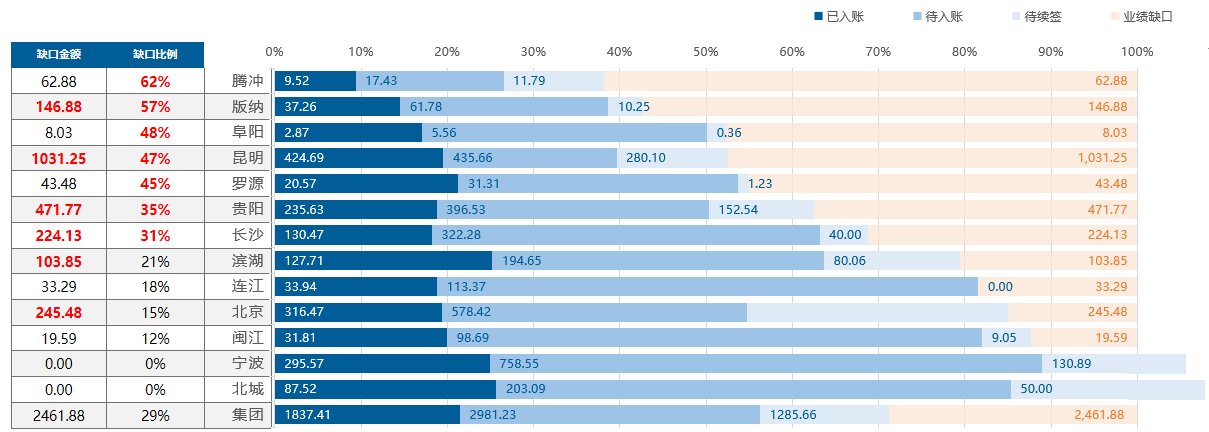 已入账 待入账 待续签 业绩缺口
缺口金额 缺口比例 0% 10% 20% 30% 40% 50% 60% 70% 80% 90% 100%
62.88 62% 腾冲 9.52 17.43 11.79 62.88
146.88 57% 版纳 37.26 61.78 10.25 146.88
8.03 48% 阜阳 2.87 5.56 0.36 8.03
1031.25 47% 昆明 424.69 435.66 280.10 1,031.25
43.48 45% 罗源 20.57 31.31 1.23 43.48
471.77 35% 贵阳 235.63 396.53 152.54 471.77
224.13 31% 长沙 130.47 322.28 40.00 224.13
103.85 21% 滨湖 127.71 194.65 80.06 103.85
33.29 18% 连江 33.94 113.37 0.00 33.29
245.48 15% 北京 316.47 578.42 245.48
19.59 12% 闽江 31.81 98.69 9.05 19.59
0.00 0% 宁波 295.57 758.55 130.89
0.00 0% 北城 87.52 203.09 50.00
2461.88 29% 集团 1837.41 2981.23 1285.66 2,461.88